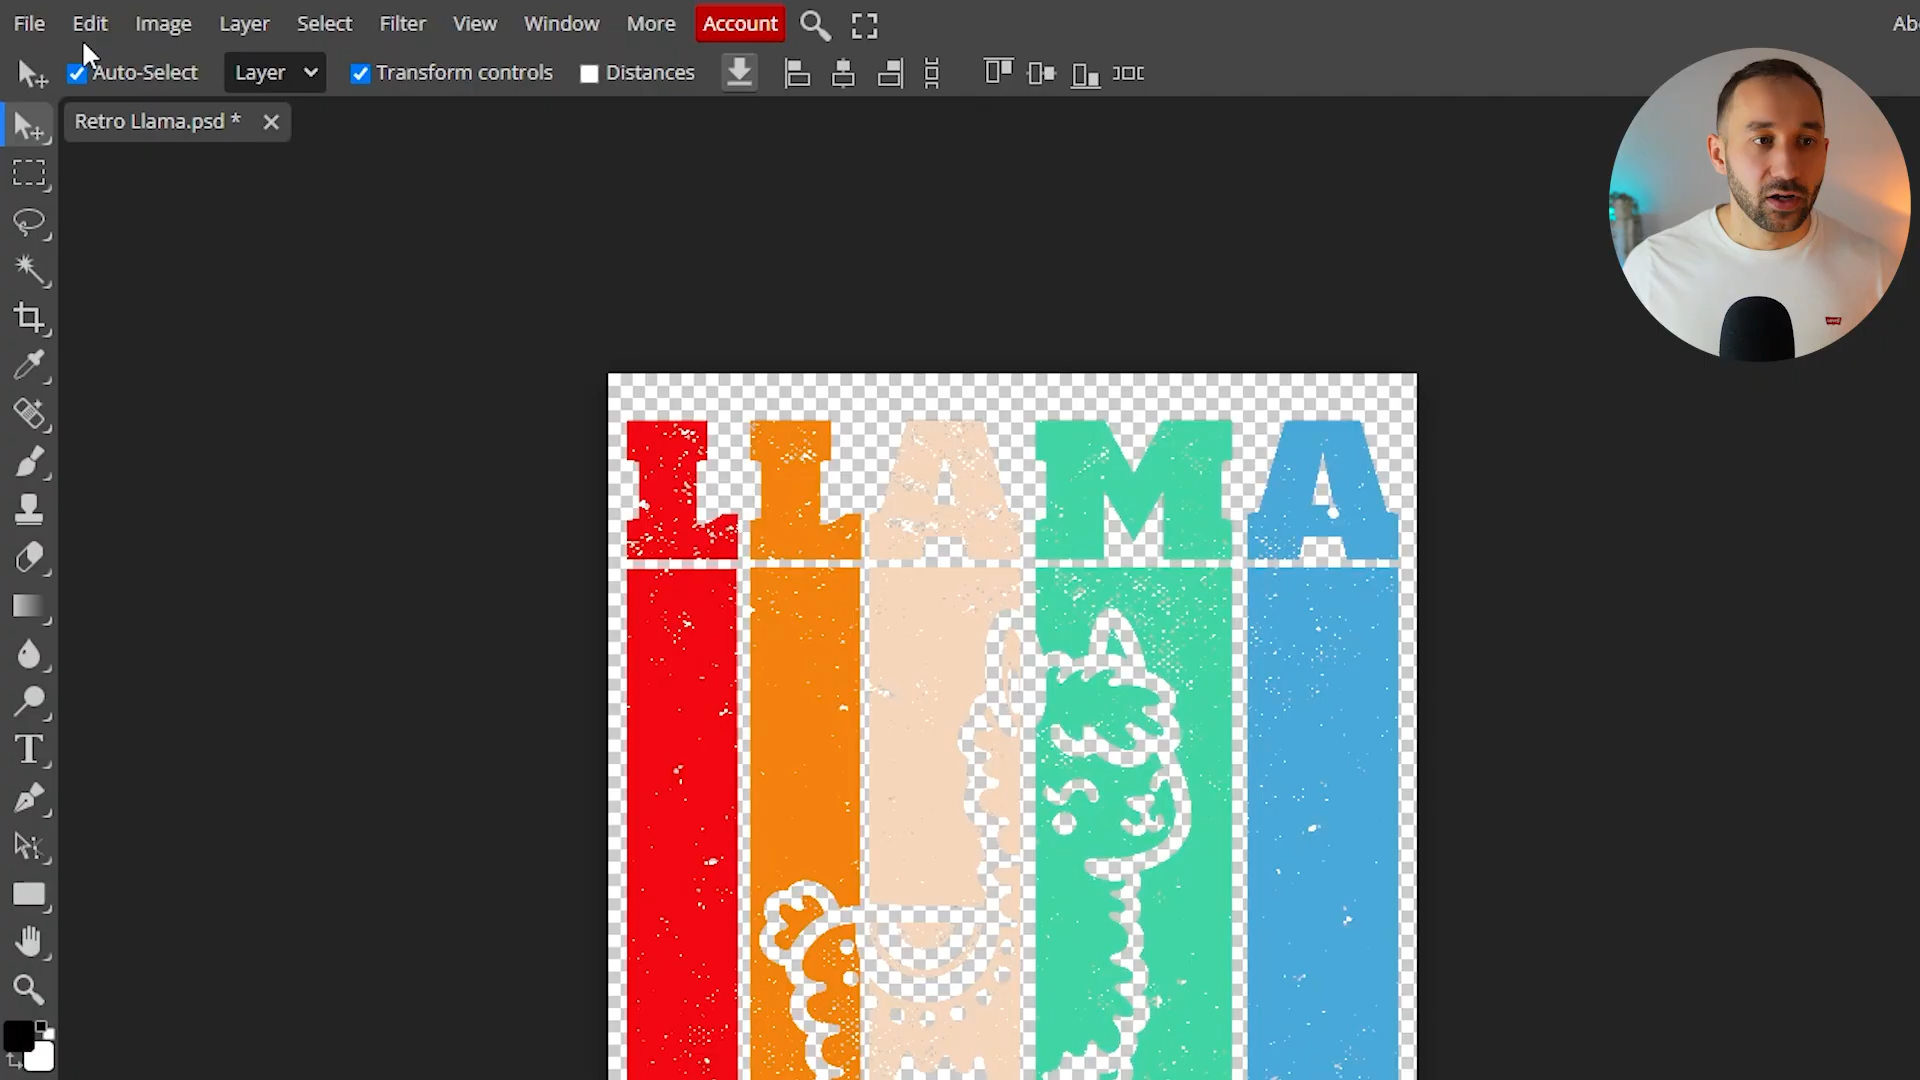 File Edit Image Layer Select Filter View Window More Account
Auto-Select Layer Transform controls Distances
Retro Llama.psd *
LLAMA
T